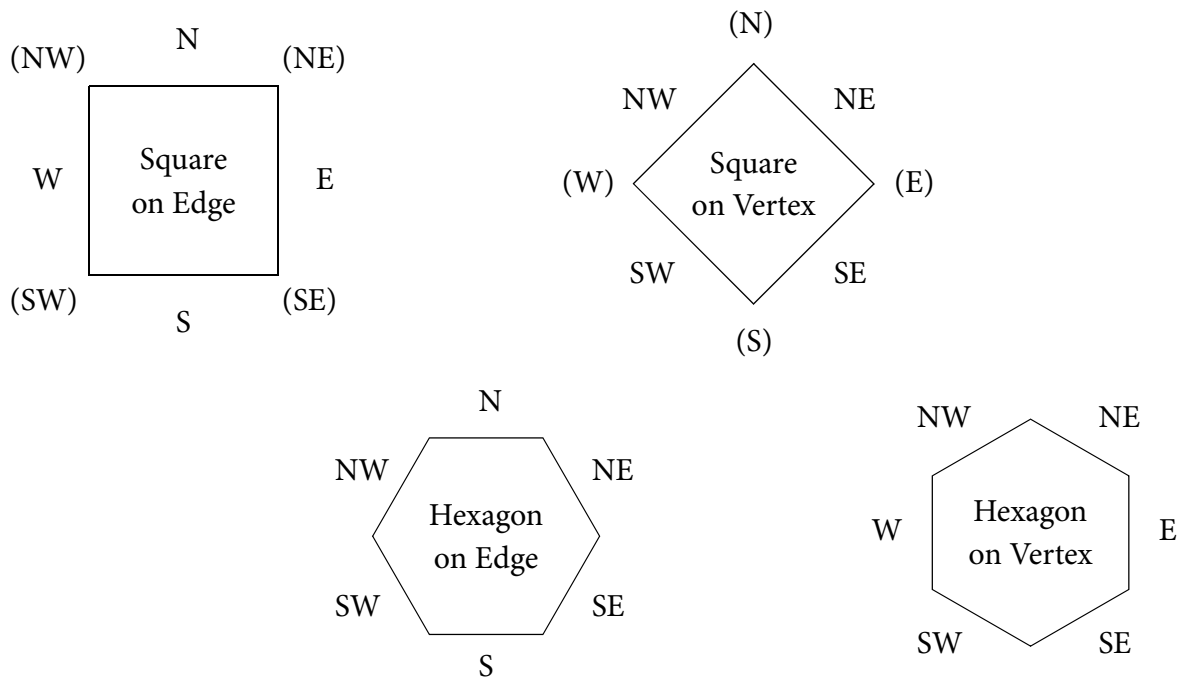 (NW) N (NE)
W Square E
on Edge
(SW) S (SE)
(N)
NW NE
(W) Square (E)
on Vertex
SW SE
(S)
N
NW NE
Hexagon
on Edge
SW SE
S
NW NE
W Hexagon E
on Vertex
SW SE